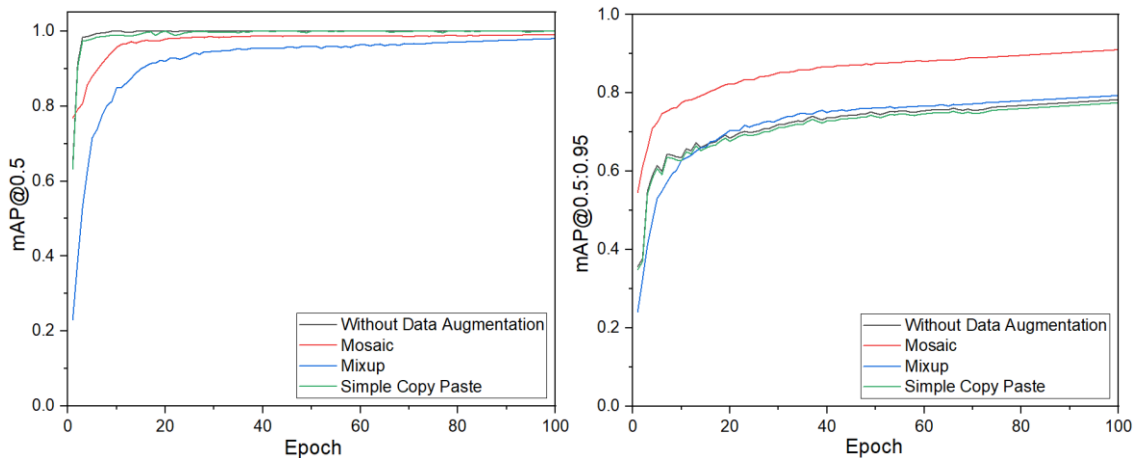 mAP@0.5
1.0
0.8
0.6
0.4
0.2
0.0
0
20
40
60
80
100
Epoch
Without Data Augmentation
Mosaic
Mixup
Simple Copy Paste
mAP@0.5:0.95
1.0
0.8
0.6
0.4
0.2
0.0
0
20
40
60
80
100
Epoch
Without Data Augmentation
Mosaic
Mixup
Simple Copy Paste